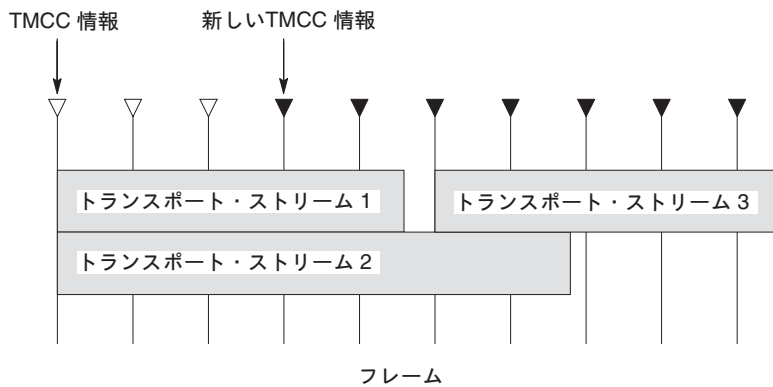 TMCC 情報
新しいTMCC 情報
トランスポート・ストリーム 1
トランスポート・ストリーム 3
トランスポート・ストリーム 2
フレーム